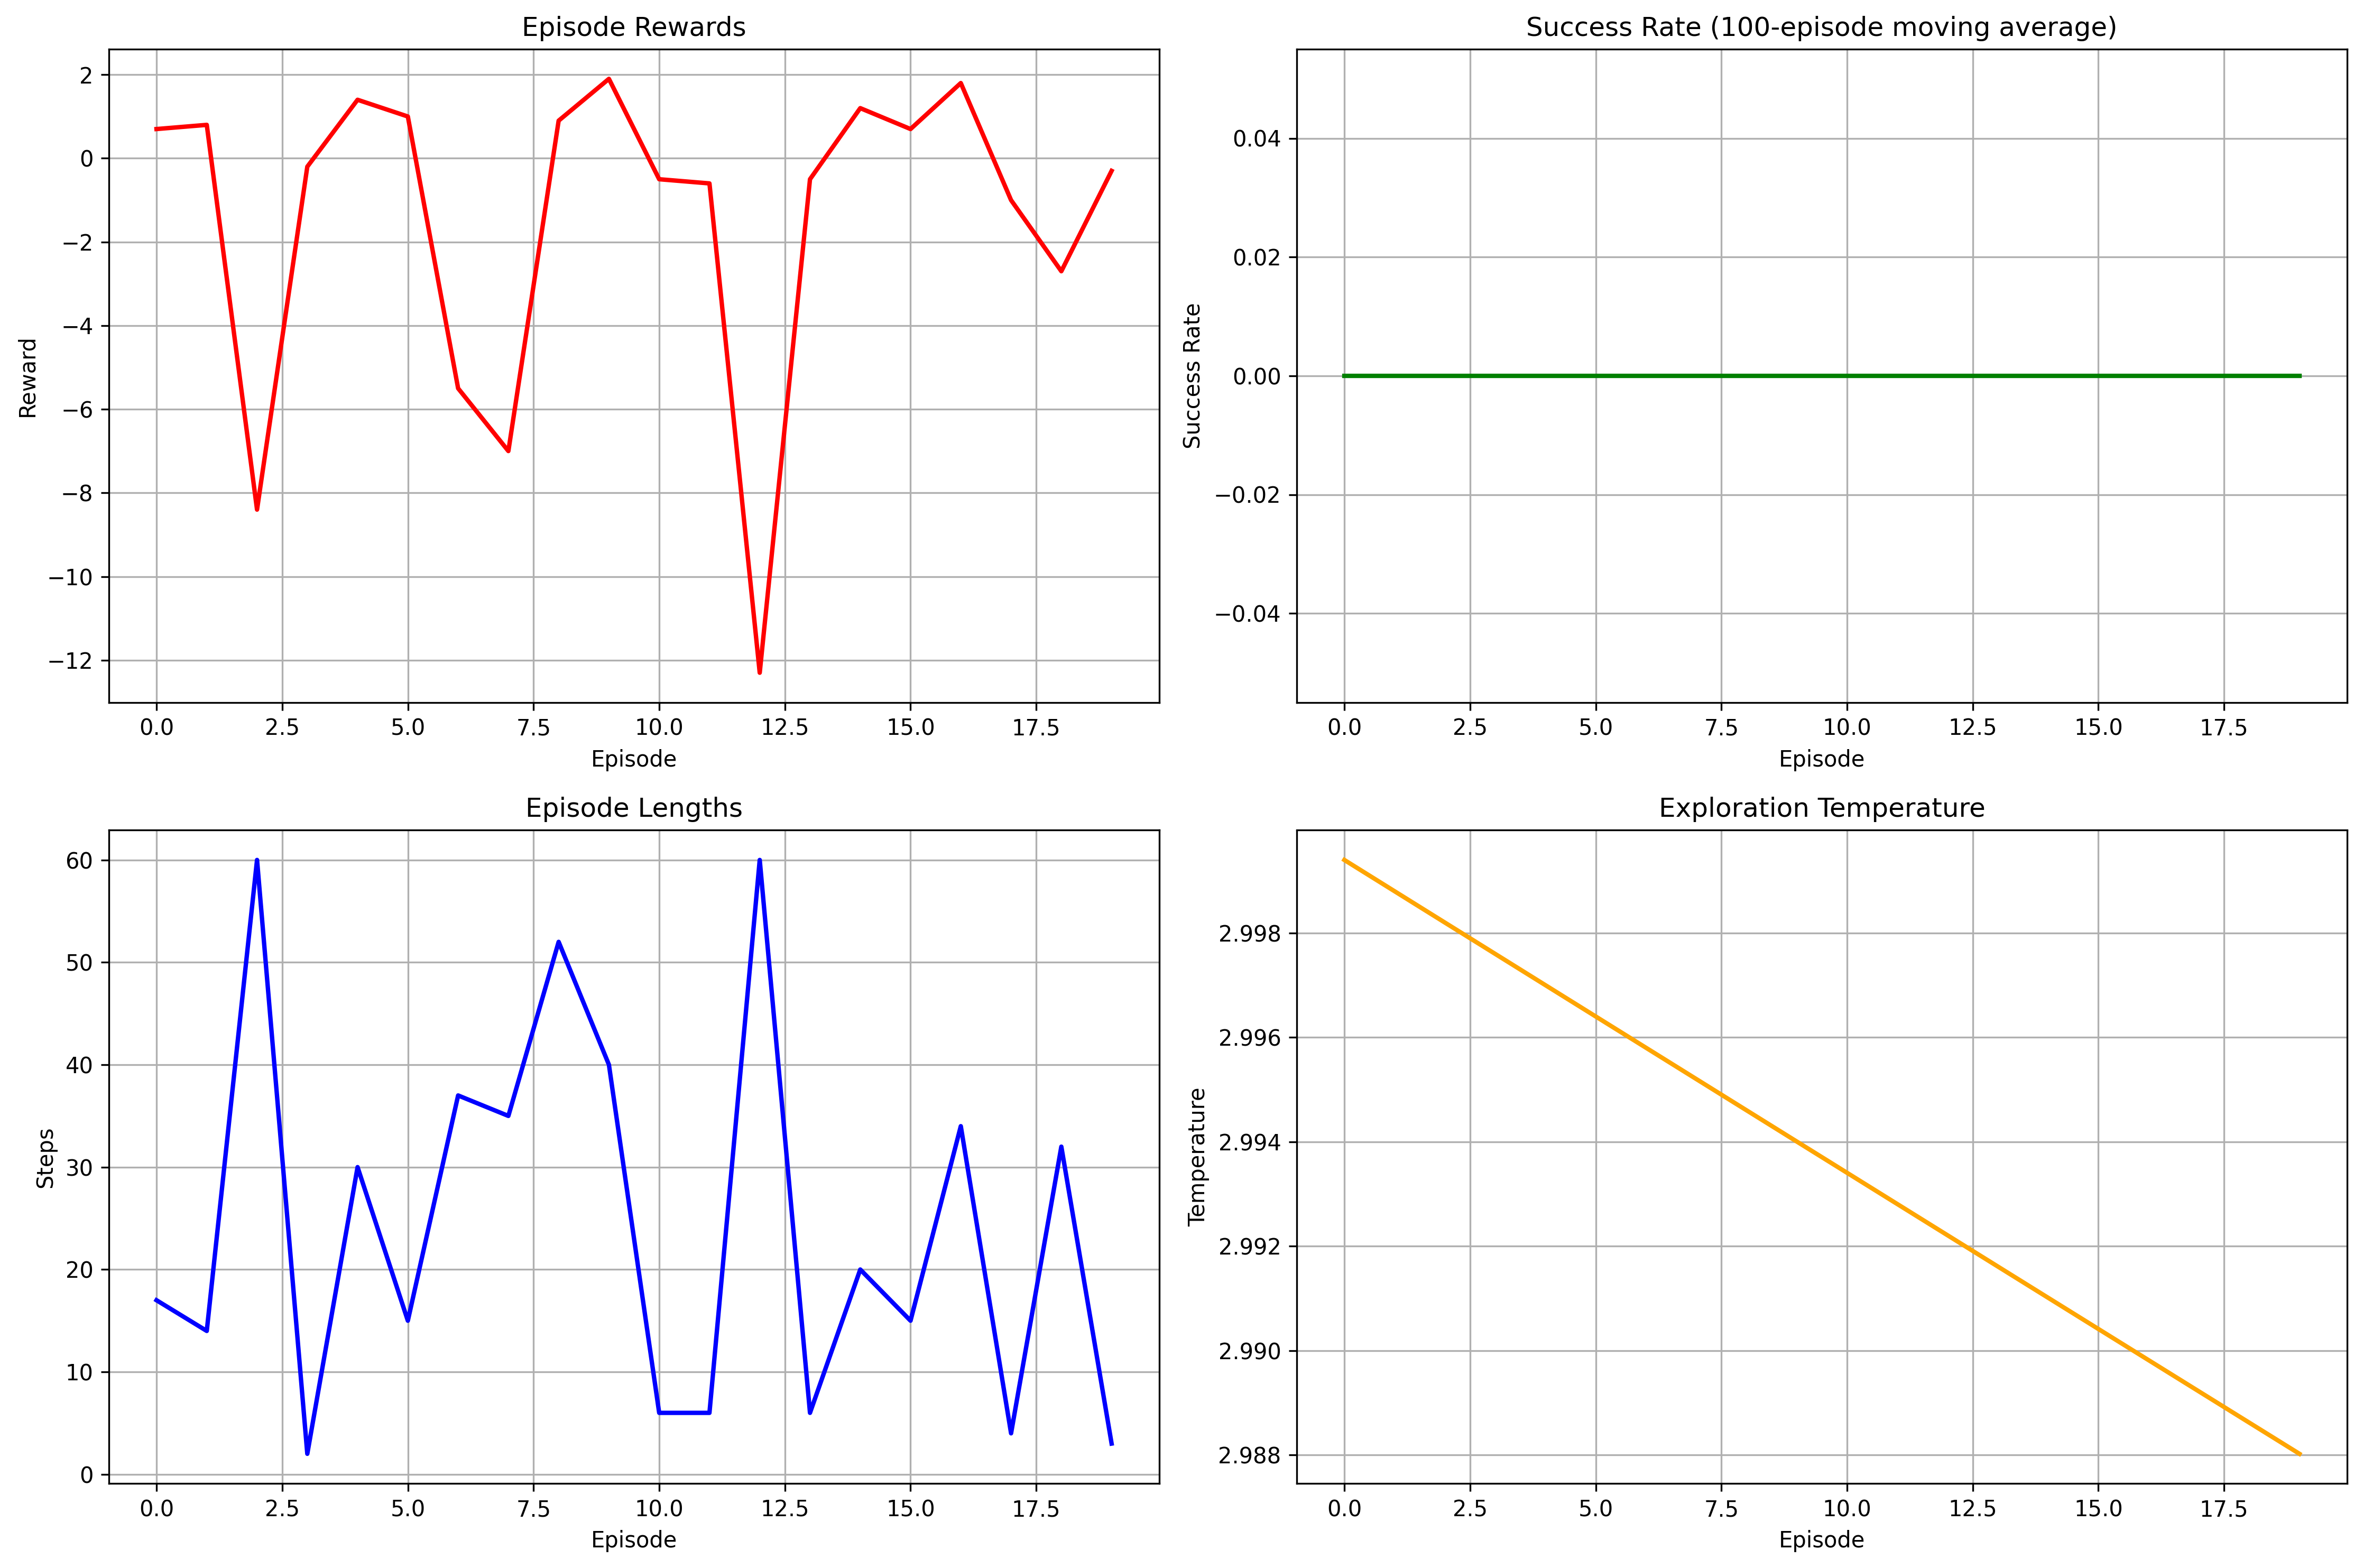 Episode Rewards
Reward
2
0
−2
−4
−6
−8
−10
−12
0.0 2.5 5.0 7.5 10.0 12.5 15.0 17.5
Episode
Success Rate (100-episode moving average)
Success Rate
0.04
0.02
0.00
−0.02
−0.04
0.0 2.5 5.0 7.5 10.0 12.5 15.0 17.5
Episode
Episode Lengths
Steps
60
50
40
30
20
10
0
0.0 2.5 5.0 7.5 10.0 12.5 15.0 17.5
Episode
Exploration Temperature
Temperature
2.998
2.996
2.994
2.992
2.990
2.988
0.0 2.5 5.0 7.5 10.0 12.5 15.0 17.5
Episode